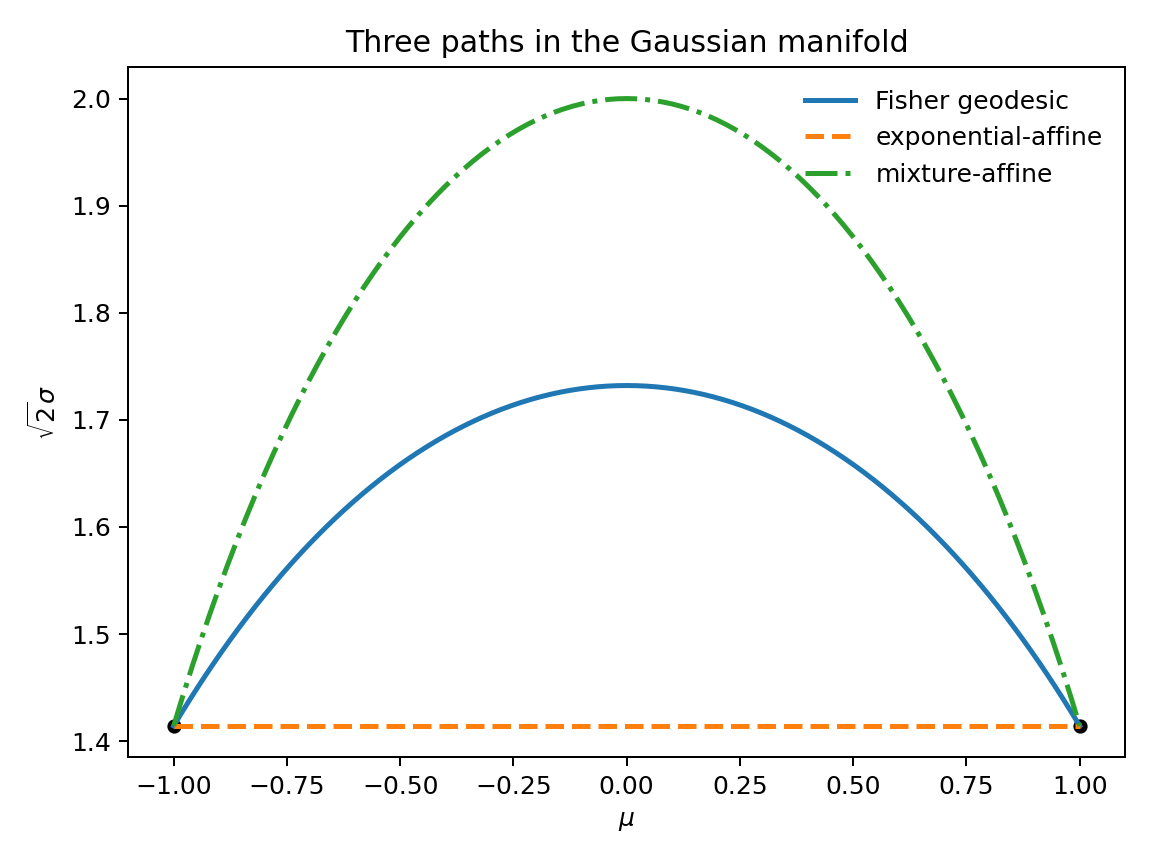 Three paths in the Gaussian manifold
Fisher geodesic
exponential-affine
mixture-affine
2.0
1.9
1.8
1.7
1.6
1.5
1.4
√2 σ
−1.00 −0.75 −0.50 −0.25 0.00 0.25 0.50 0.75 1.00
μ